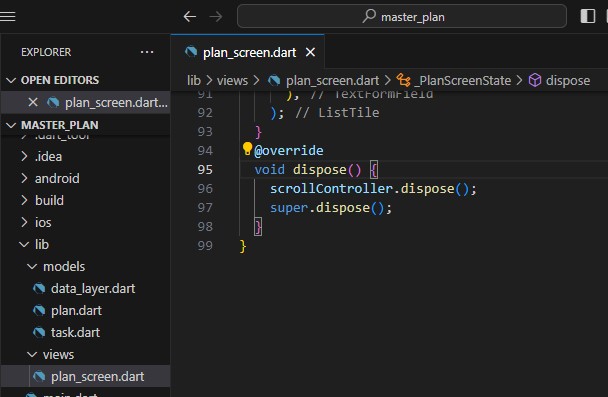 master_plan
EXPLORER ...
plan_screen.dart ×
OPEN EDITORS
× plan_screen.dart...
MASTER_PLAN
.dart_tool
.idea
android
build
ios
lib
models
data_layer.dart
plan.dart
task.dart
views
plan_screen.dart
main.dart
lib > views > plan_screen.dart > _PlanScreenState > dispose
91 ), // TextFormField
92 ); // ListTile
93 }
94 @override
95 void dispose() {
96 scrollController.dispose();
97 super.dispose();
98 }
99 }